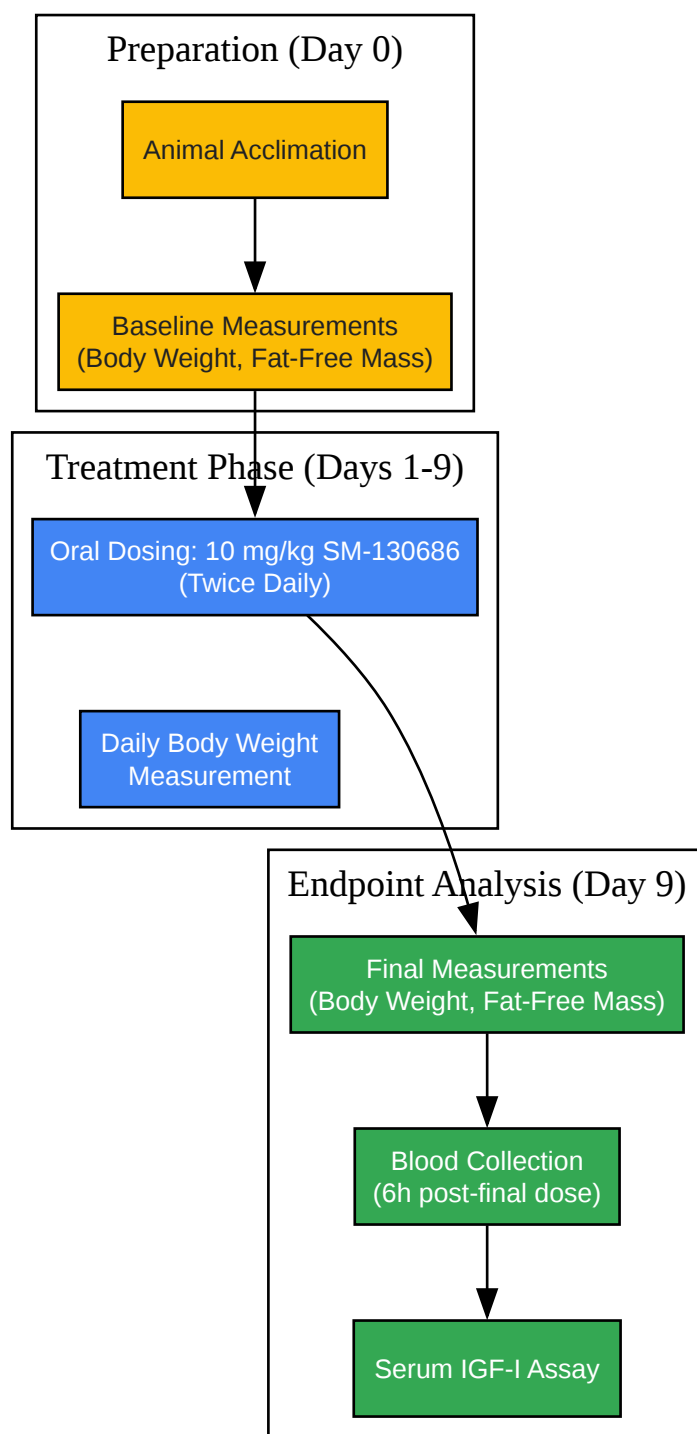 Preparation (Day 0)
Animal Acclimation
Baseline Measurements
(Body Weight, Fat-Free Mass)
Treatment Phase (Days 1-9)
Oral Dosing: 10 mg/kg SM-130686
(Twice Daily)
Daily Body Weight
Measurement
Endpoint Analysis (Day 9)
Final Measurements
(Body Weight, Fat-Free Mass)
Blood Collection
(6h post-final dose)
Serum IGF-I Assay